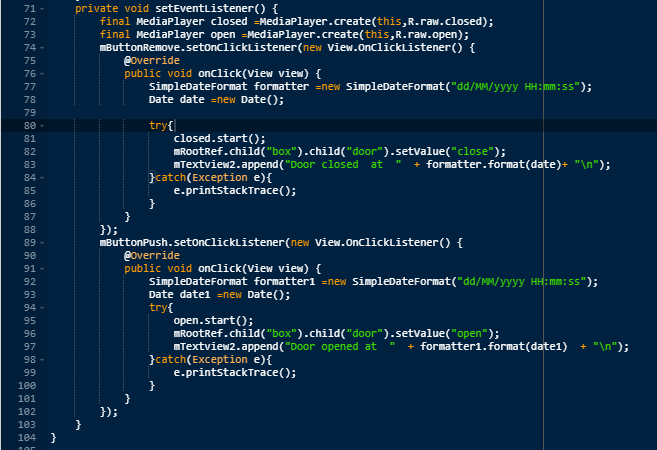 71 - private void setEventListener() {
72 final MediaPlayer closed =MediaPlayer.create(this,R.raw.closed);
73 final MediaPlayer open =MediaPlayer.create(this,R.raw.open);
74 - mButtonRemove.setOnClickListener(new View.OnClickListener() {
75 @Override
76 - public void onClick(View view) {
77 SimpleDateFormat formatter =new SimpleDateFormat("dd/MM/yyyy HH:mm:ss");
78 Date date =new Date();
79
80 - try{
81 closed.start();
82 mRootRef.child("box").child("door").setValue("close");
83 mTextview2.append("Door closed  at  "  + formatter.format(date)+ "\n");
84 - }catch(Exception e){
85 e.printStackTrace();
86 }
87 }
88 });
89 - mButtonPush.setOnClickListener(new View.OnClickListener() {
90 @Override
91 - public void onClick(View view) {
92 SimpleDateFormat formatter1 =new SimpleDateFormat("dd/MM/yyyy HH:mm:ss");
93 Date date1 =new Date();
94 - try{
95 open.start();
96 mRootRef.child("box").child("door").setValue("open");
97 mTextview2.append("Door opened at  "  + formatter1.format(date1)  + "\n");
98 - }catch(Exception e){
99 e.printStackTrace();
100 }
101 }
102 });
103 }
104 }